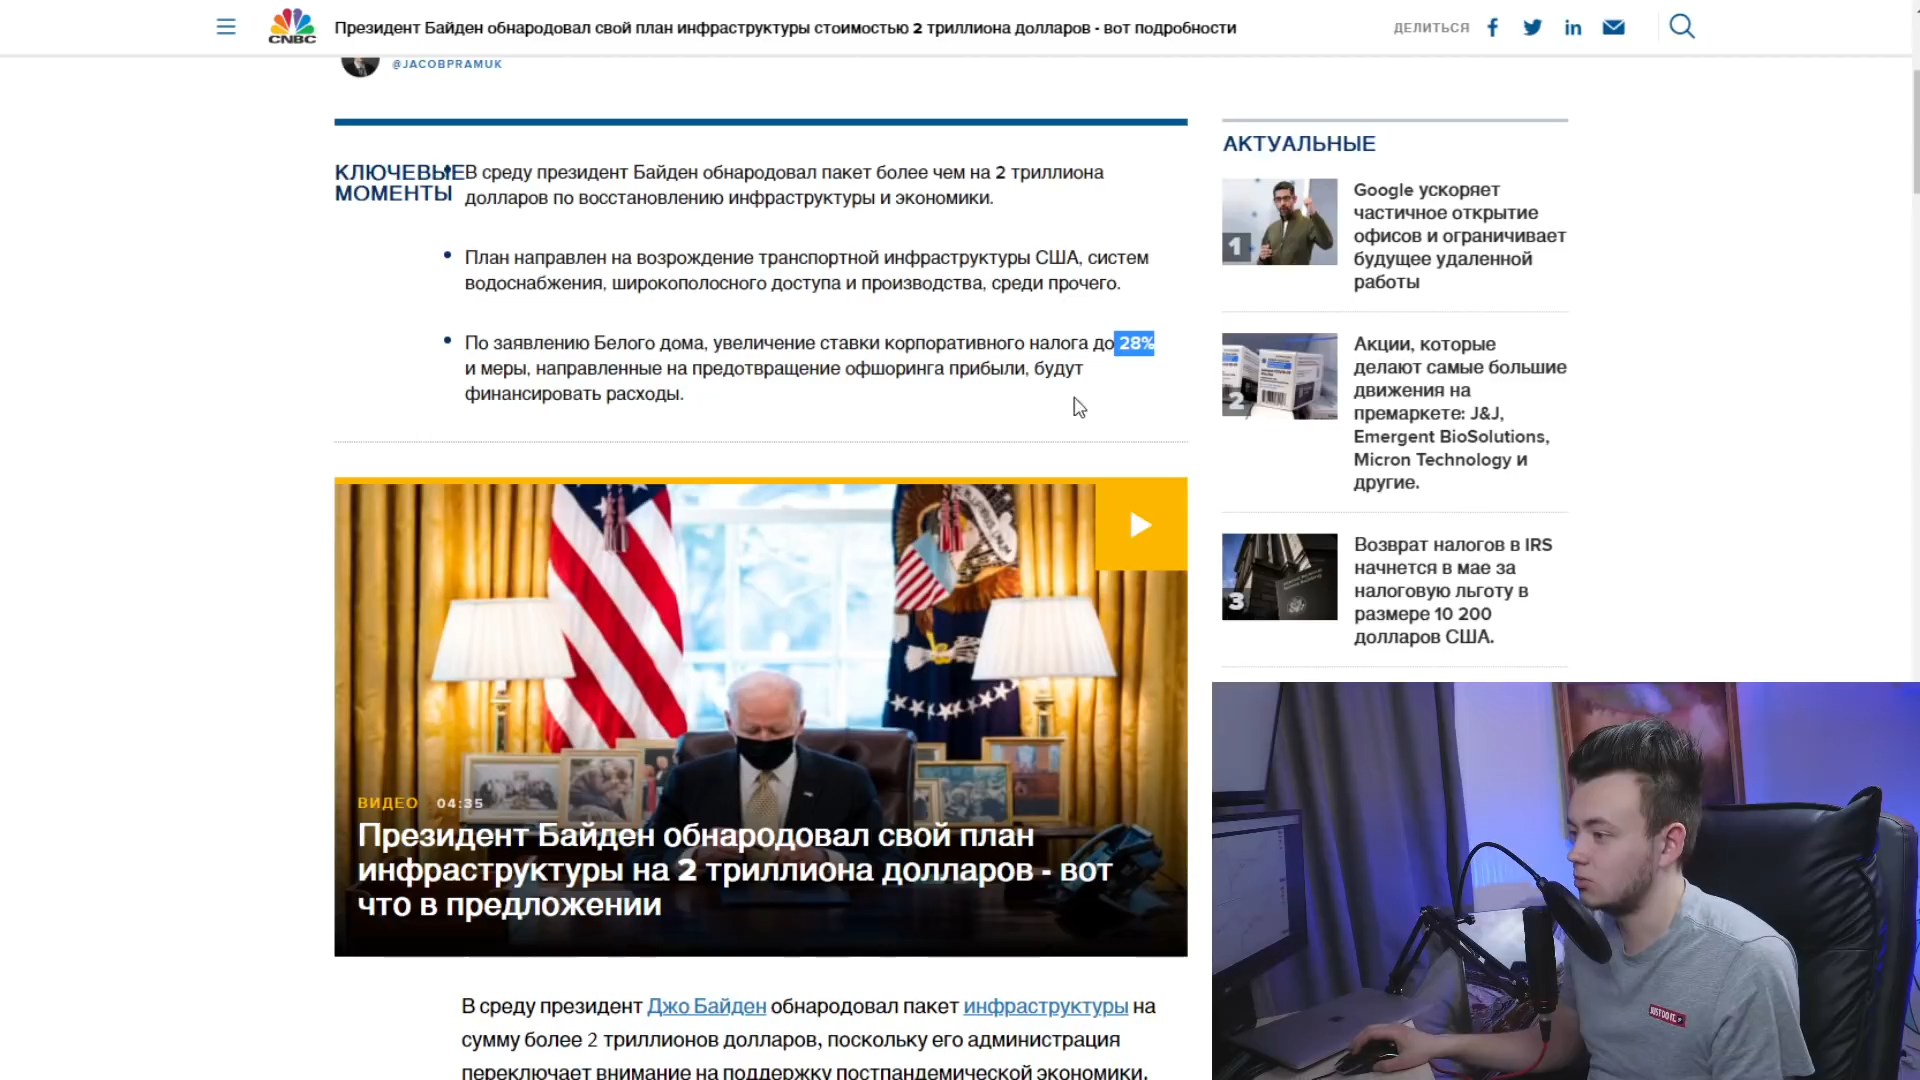 CNBC
Президент Байден обнародовал свой план инфраструктуры стоимостью 2 триллиона долларов - вот подробности
ДЕЛИТЬСЯ
@JACOBPRAMUK
КЛЮЧЕВЫЕ
МОМЕНТЫ
В среду президент Байден обнародовал пакет более чем на 2 триллиона
долларов по восстановлению инфраструктуры и экономики.
План направлен на возрождение транспортной инфраструктуры США, систем
водоснабжения, широкополосного доступа и производства, среди прочего.
По заявлению Белого дома, увеличение ставки корпоративного налога до 28%
и меры, направленные на предотвращение офшоринга прибыли, будут
финансировать расходы.
ВИДЕО 04:35
Президент Байден обнародовал свой план
инфраструктуры на 2 триллиона долларов - вот
что в предложении
В среду президент Джо Байден обнародовал пакет инфраструктуры на
сумму более 2 триллионов долларов, поскольку его администрация
переключает внимание на поддержку постпандемической экономики.
АКТУАЛЬНЫЕ
1
Google ускоряет
частичное открытие
офисов и ограничивает
будущее удаленной
работы
2
Акции, которые
делают самые большие
движения на
премаркете: J&J,
Emergent BioSolutions,
Micron Technology и
другие.
3
Возврат налогов в IRS
начнется в мае за
налоговую льготу в
размере 10 200
долларов США.
JUST DO IT.